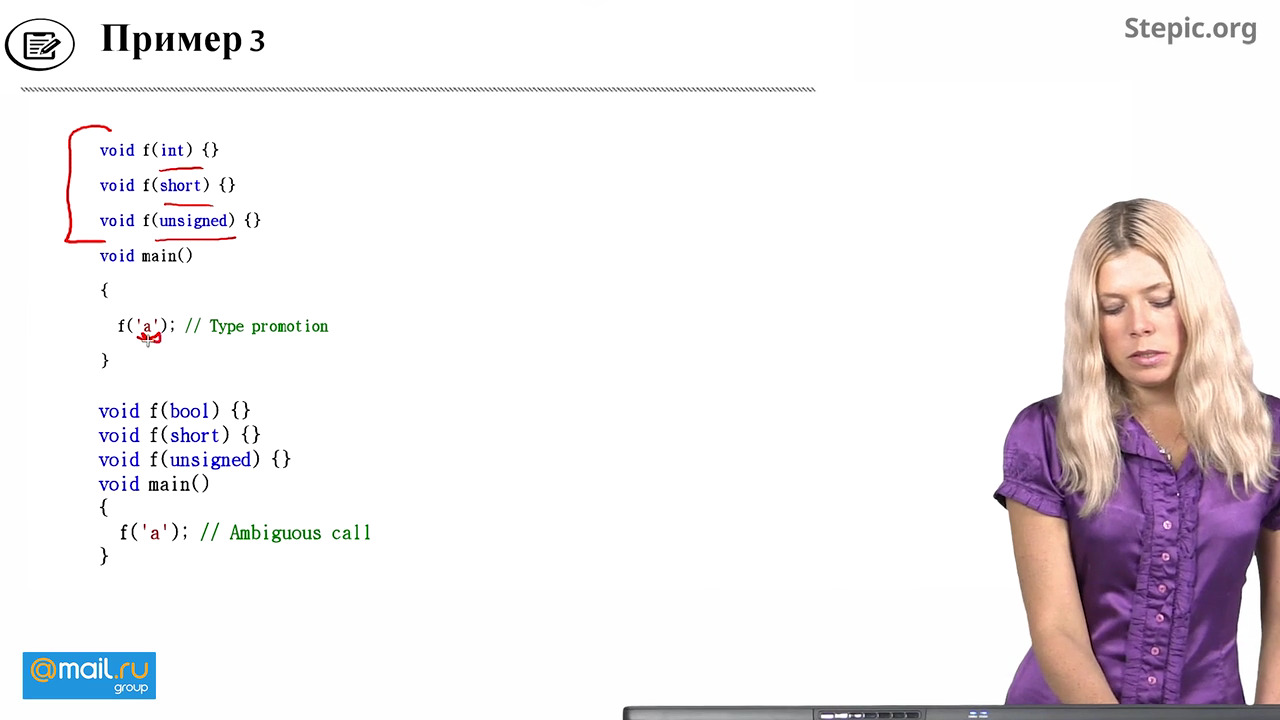 Пример 3
Stepic.org
void f(int) {}
void f(short) {}
void f(unsigned) {}
void main()
{
f('a'); // Type promotion
}
void f(bool) {}
void f(short) {}
void f(unsigned) {}
void main()
{
f('a'); // Ambiguous call
}
@mail.ru
group